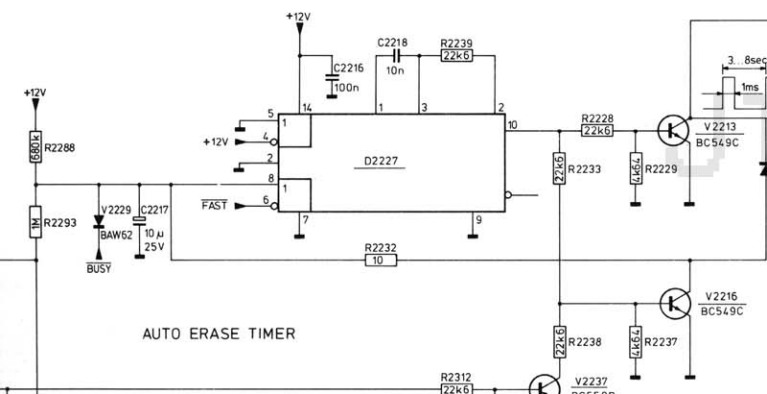 +12V
C2216
100n
C2218
10n
R2239
22k6
3...8sec
1ms
+12V
680k
R2288
1M
R2293
V2229
BAW62
BUSY
C2217
10 µ
25V
5
1
14
1
3
2
+12V
4
2
8
1
FAST
6
7
9
10
D2227
R2228
22k6
22k6
R2233
4k64
R2229
V2213
BC549C
R2232
10
V2216
BC549C
AUTO ERASE TIMER
22k6
R2238
4k64
R2237
R2312
22k6
V2237